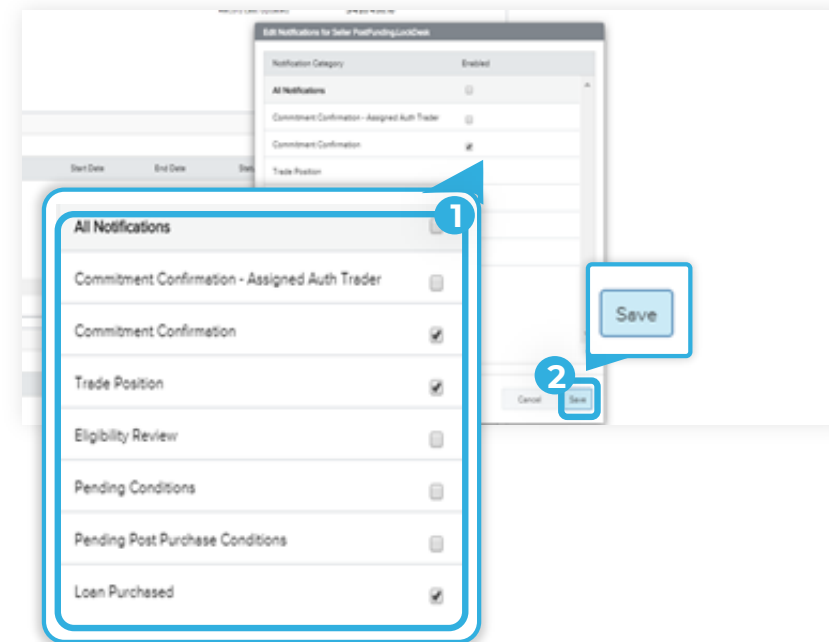 Edit Notifications for Seller PostFunding.LockDesk
Notification Category Enabled
All Notifications
Commitment Confirmation - Assigned Auth Trader
Commitment Confirmation
Trade Position
Start Date End Date
1
All Notifications
Commitment Confirmation - Assigned Auth Trader
Commitment Confirmation
Trade Position
Eligibility Review
Pending Conditions
Pending Post Purchase Conditions
Loan Purchased
Save
2
Cancel Save